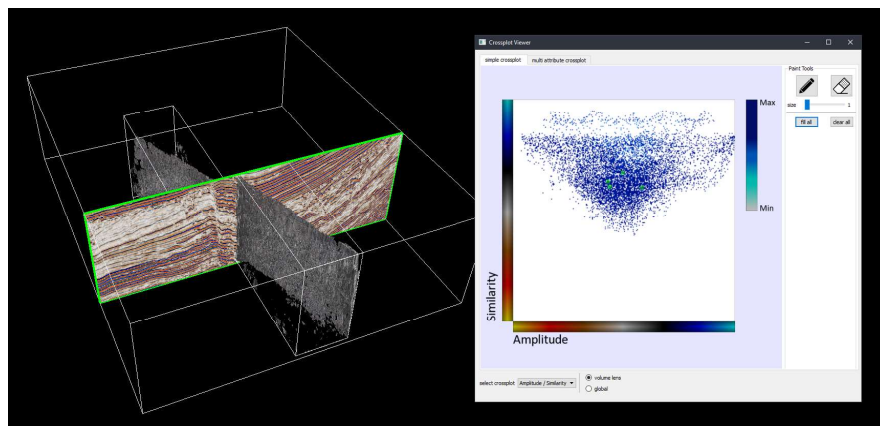 Crossplot Viewer
simple crossplot
multi attribute crossplot
Paint Tools
size
1
fill all
clear all
Max
Min
Similarity
Amplitude
select crossplot
Amplitude / Similarity
volume lens
global